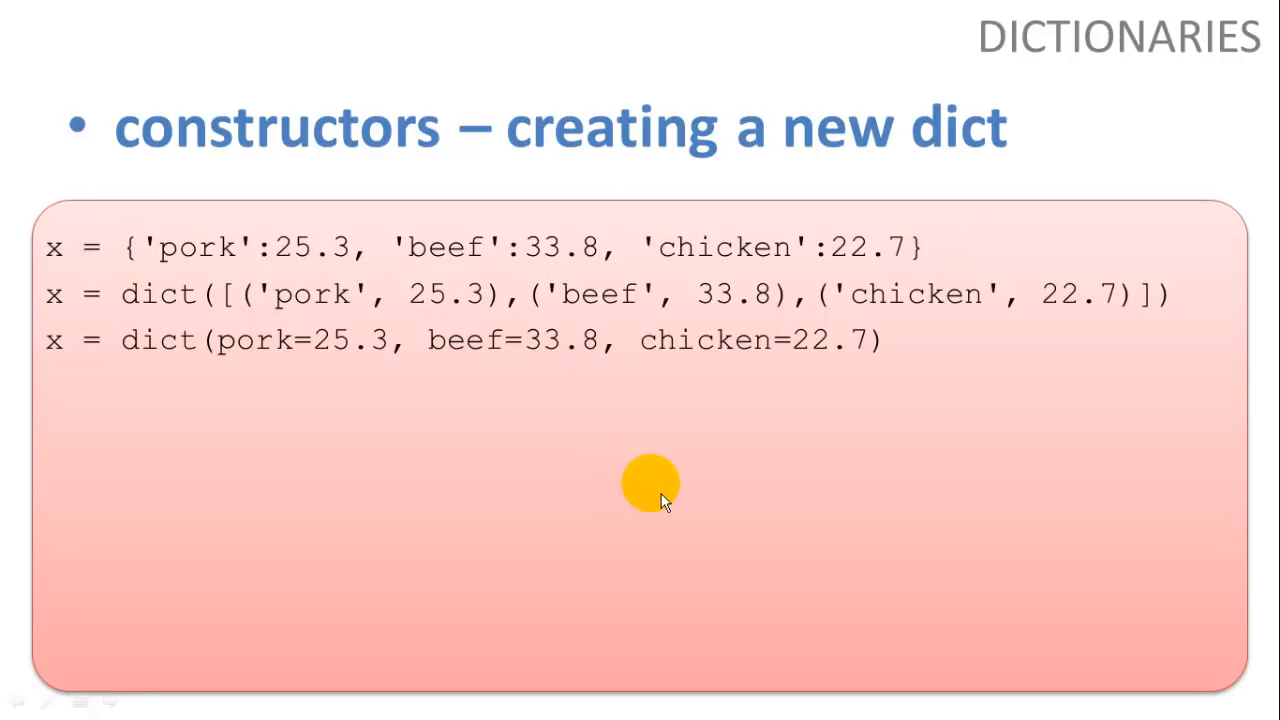 DICTIONARIES
• constructors – creating a new dict
x = {'pork':25.3, 'beef':33.8, 'chicken':22.7}
x = dict([('pork', 25.3),('beef', 33.8),('chicken', 22.7)])
x = dict(pork=25.3, beef=33.8, chicken=22.7)